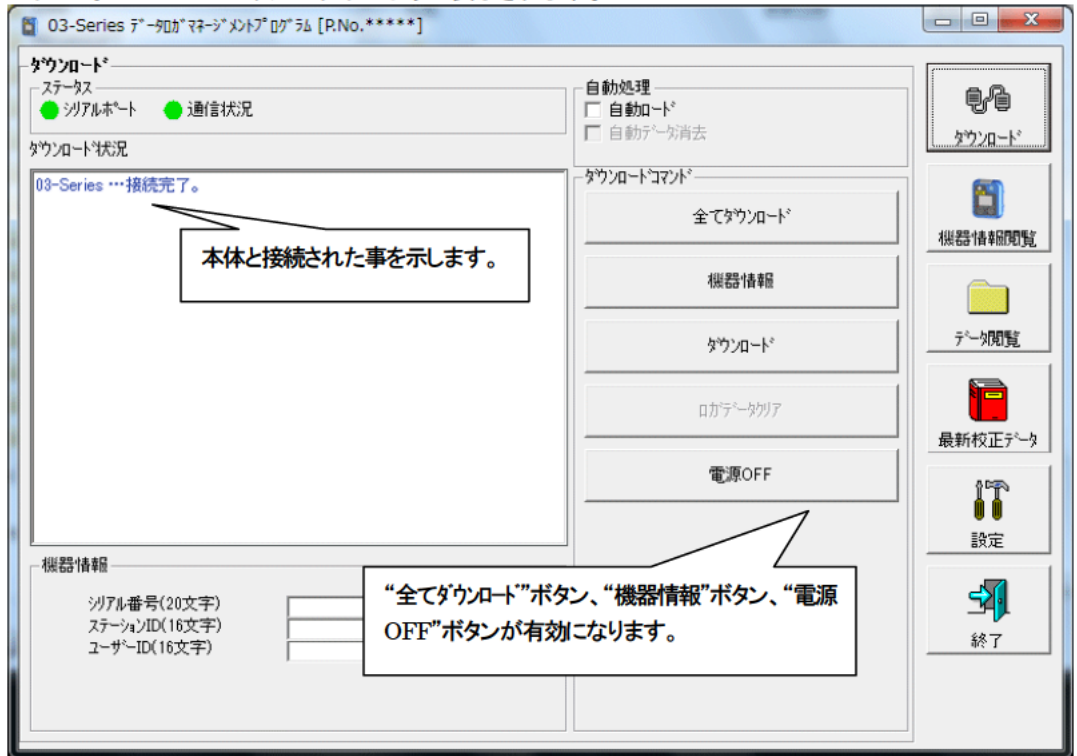 03-Series ﾃﾞｰﾀﾛｶﾞﾏﾈｰｼﾞﾒﾝﾄﾌﾟﾛｸﾞﾗﾑ [P.No.*****]
ﾀﾞｳﾝﾛｰﾄﾞ
ｽﾃｰﾀｽ
ｼﾘｱﾙﾎﾟｰﾄ 通信状況
自動処理
自動ﾛｰﾄﾞ
自動ﾃﾞｰﾀ消去
ﾀﾞｳﾝﾛｰﾄﾞ状況
03-Series …接続完了。
本体と接続された事を示します。
ﾀﾞｳﾝﾛｰﾄﾞｺﾏﾝﾄﾞ
全てﾀﾞｳﾝﾛｰﾄﾞ
機器情報
ﾀﾞｳﾝﾛｰﾄﾞ
ﾛｶﾞﾃﾞｰﾀｸﾘｱ
電源OFF
“全てﾀﾞｳﾝﾛｰﾄﾞ”ボタン、“機器情報”ボタン、“電源
OFF”ボタンが有効になります。
機器情報
ｼﾘｱﾙ番号(20文字)
ｽﾃｰｼｮﾝID(16文字)
ﾕｰｻﾞｰID(16文字)
ﾀﾞｳﾝﾛｰﾄﾞ
機器情報閲覧
ﾃﾞｰﾀ閲覧
最新校正ﾃﾞｰﾀ
設定
終了